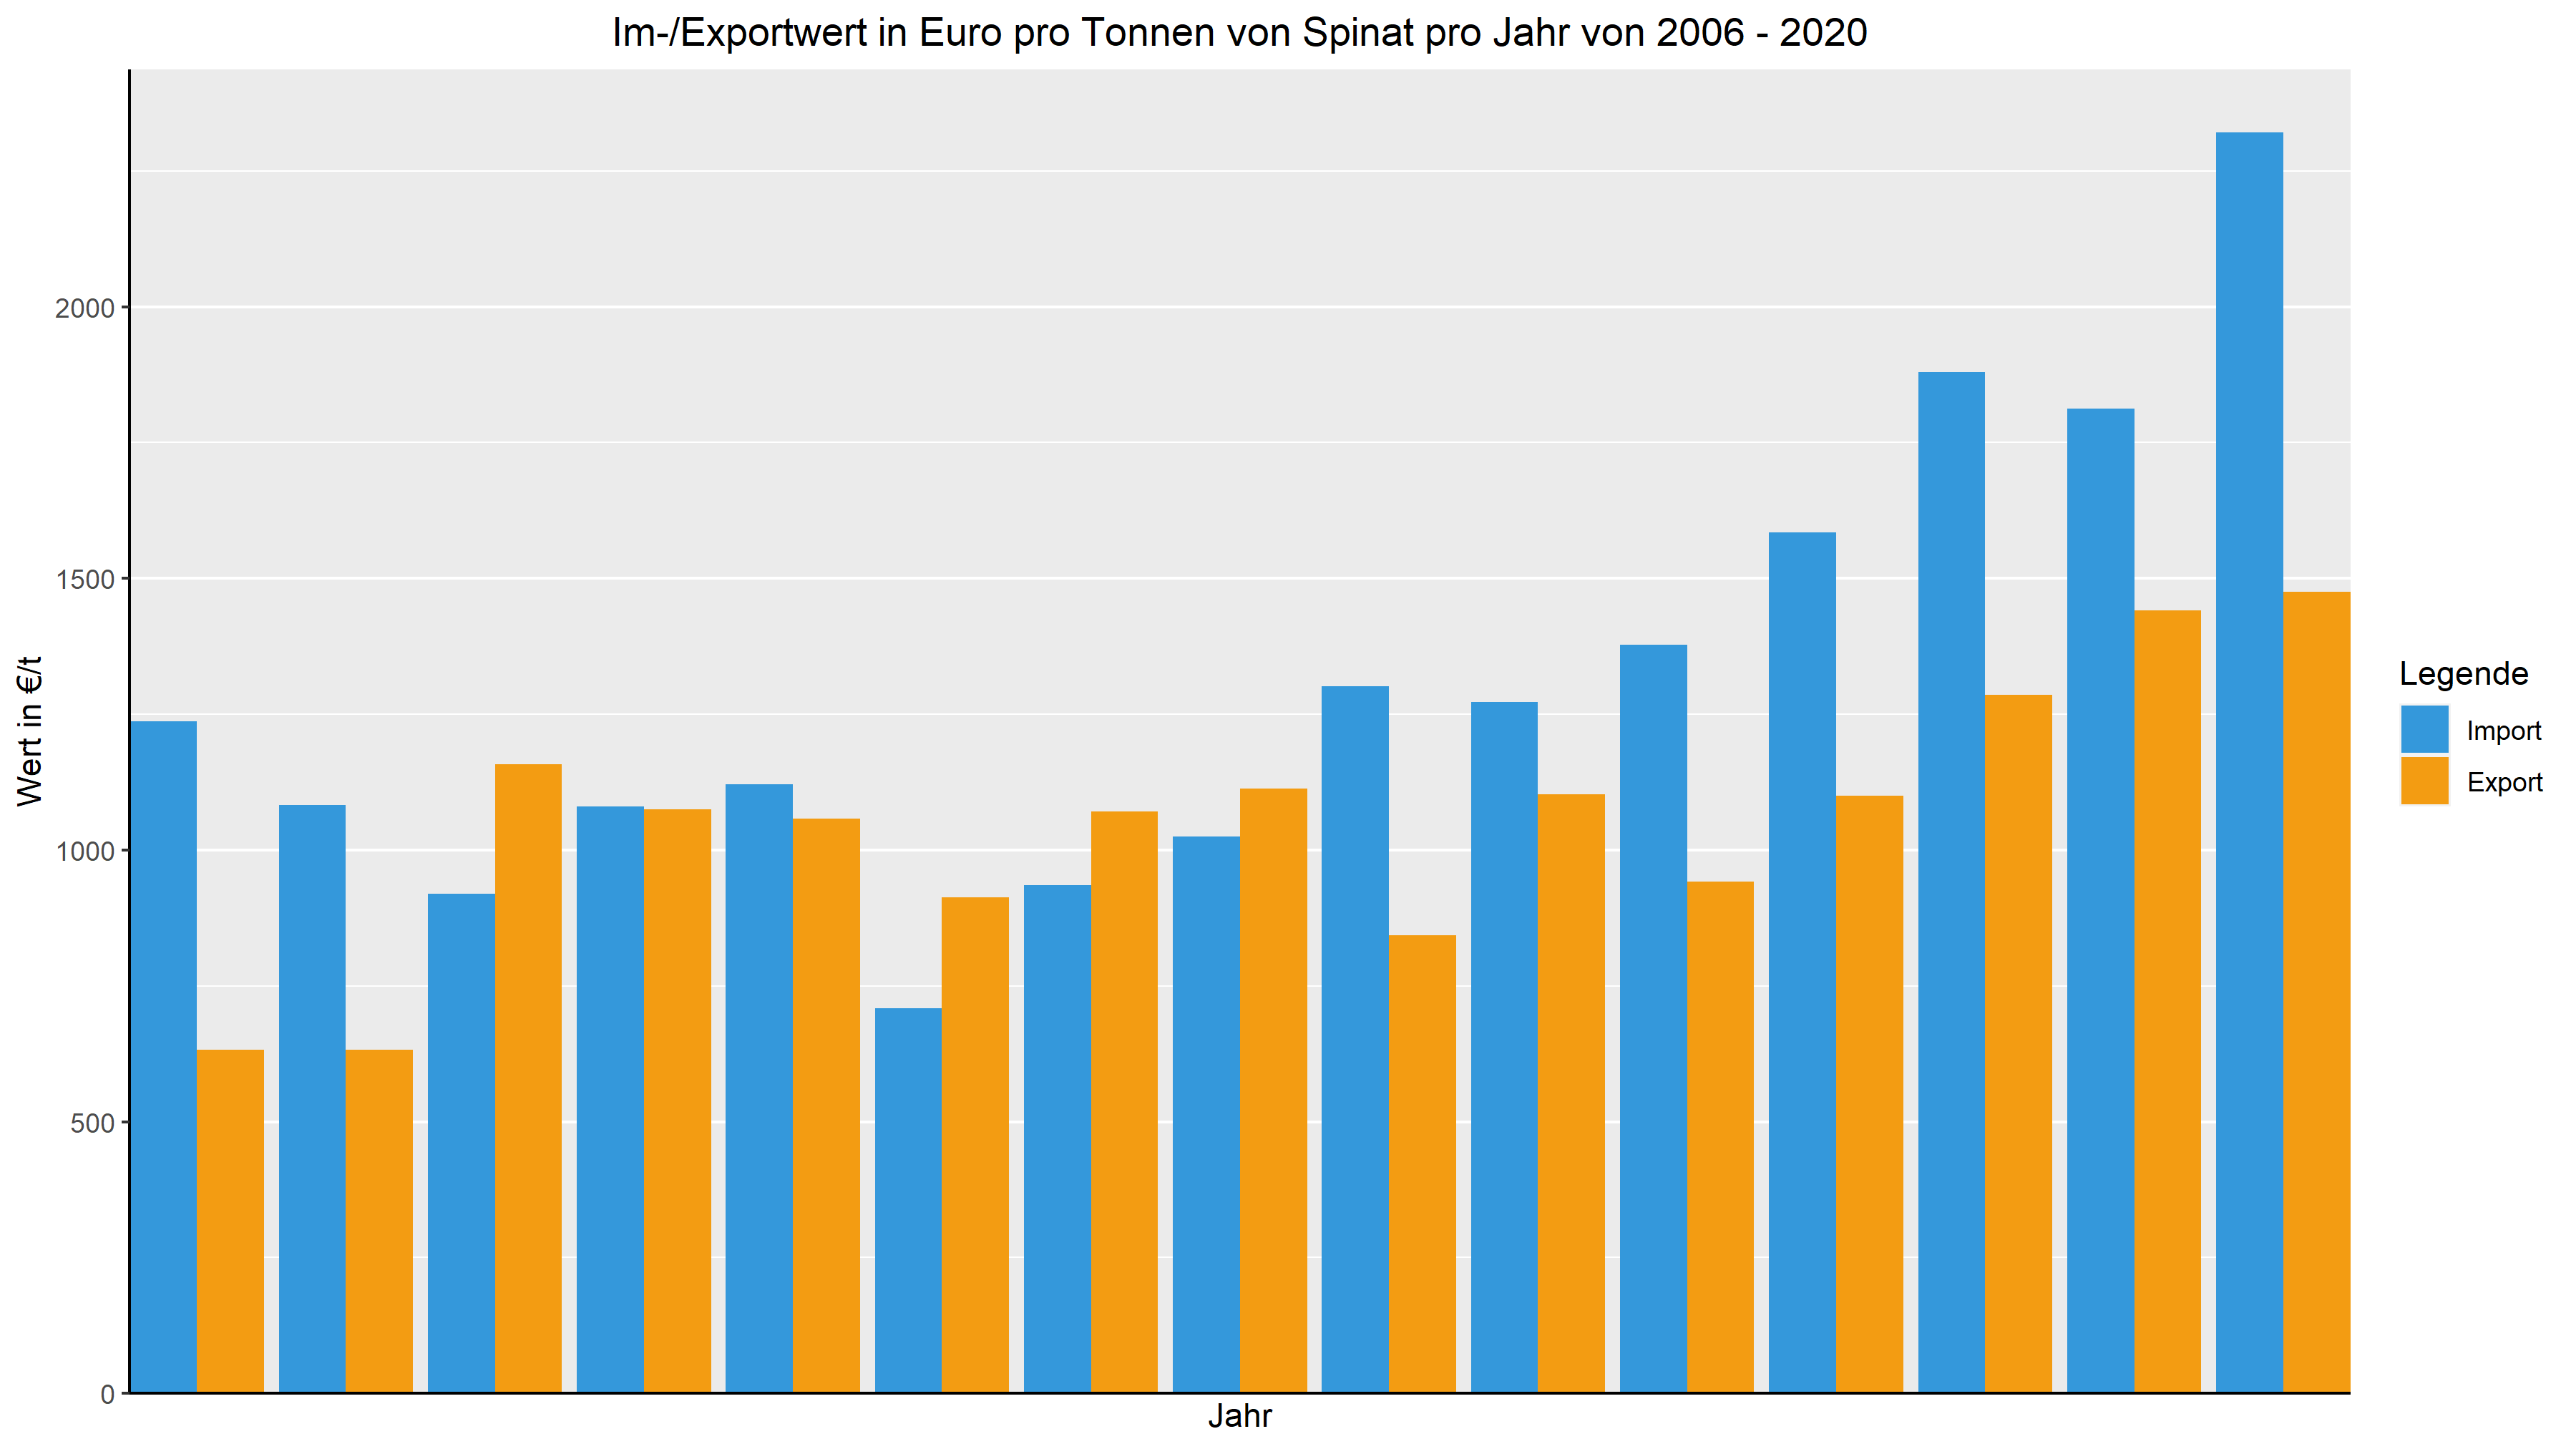 Im-/Exportwert in Euro pro Tonnen von Spinat pro Jahr von 2006 - 2020
Wert in €/t
2000
1500
1000
500
0
Jahr
Legende
Import
Export